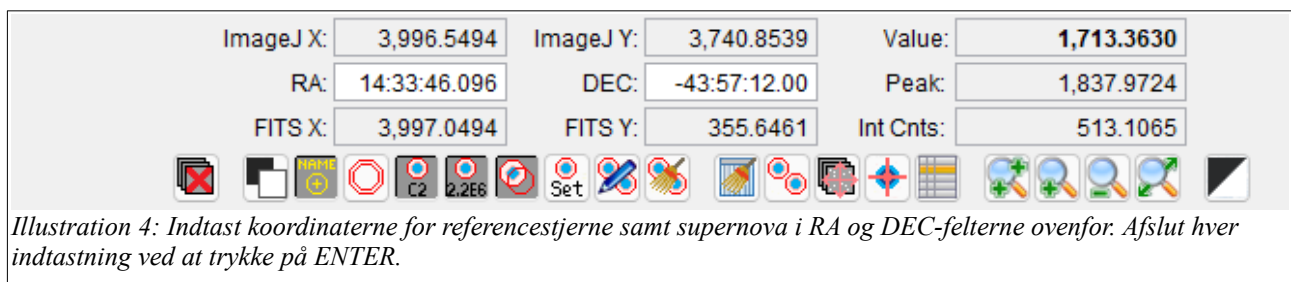 ImageJ X: 3,996.5494 ImageJ Y: 3,740.8539 Value: 1,713.3630
RA: 14:33:46.096 DEC: -43:57:12.00 Peak: 1,837.9724
FITS X: 3,997.0494 FITS Y: 355.6461 Int Cnts: 513.1065
NAME C2 2.2E6 Set
Illustration 4: Indtast koordinaterne for referencestjerne samt supernova i RA og DEC-felterne ovenfor. Afslut hver
indtastning ved at trykke på ENTER.